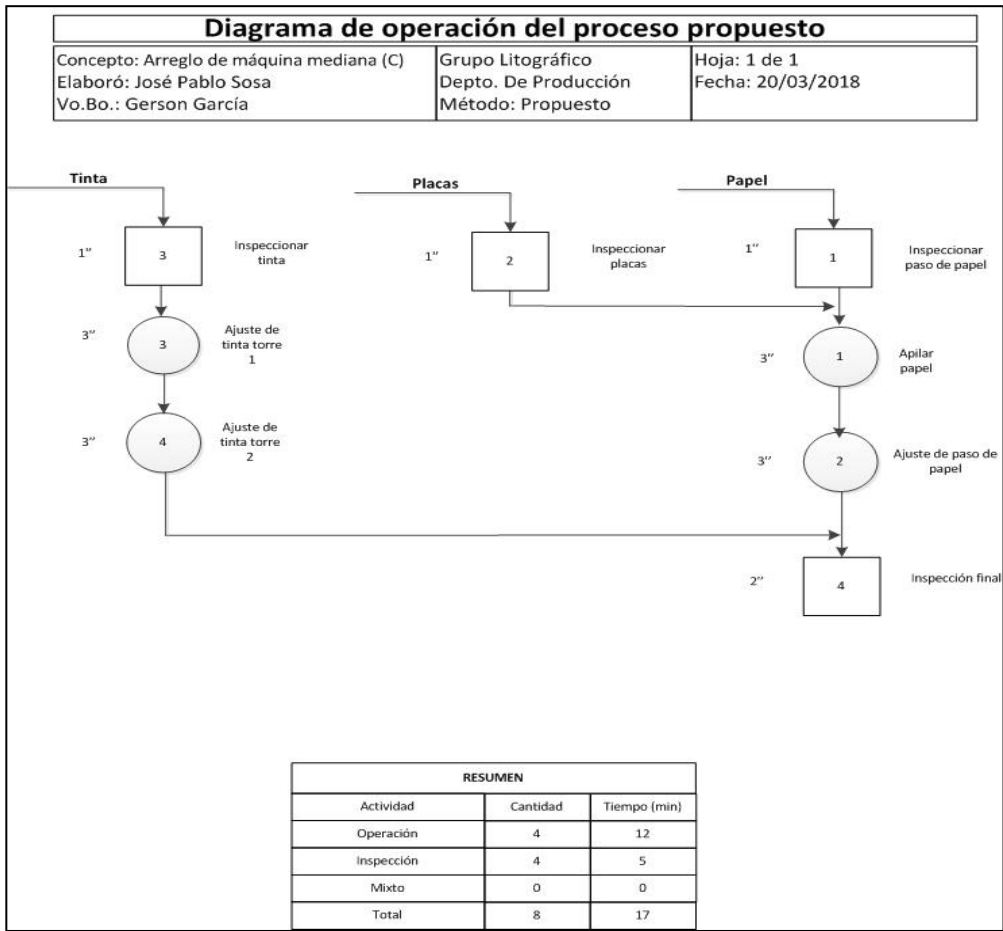 Diagrama de operación del proceso propuesto
Concepto: Arreglo de máquina mediana (C)
Elaboró: José Pablo Sosa
Vo.Bo.: Gerson García
Grupo Litográfico
Depto. De Producción
Método: Propuesto
Hoja: 1 de 1
Fecha: 20/03/2018
Tinta
Placas
Papel
1’’
3
Inspeccionar
tinta
1’’
2
Inspeccionar
placas
1’’
1
Inspeccionar
paso de papel
3’’
3
Ajuste de
tinta torre
1
3’’
1
Apilar
papel
3’’
4
Ajuste de
tinta torre
2
3’’
2
Ajuste de paso de
papel
2’’
4
Inspección final
RESUMEN
Actividad Cantidad Tiempo (min)
Operación 4 12
Inspección 4 5
Mixto 0 0
Total 8 17